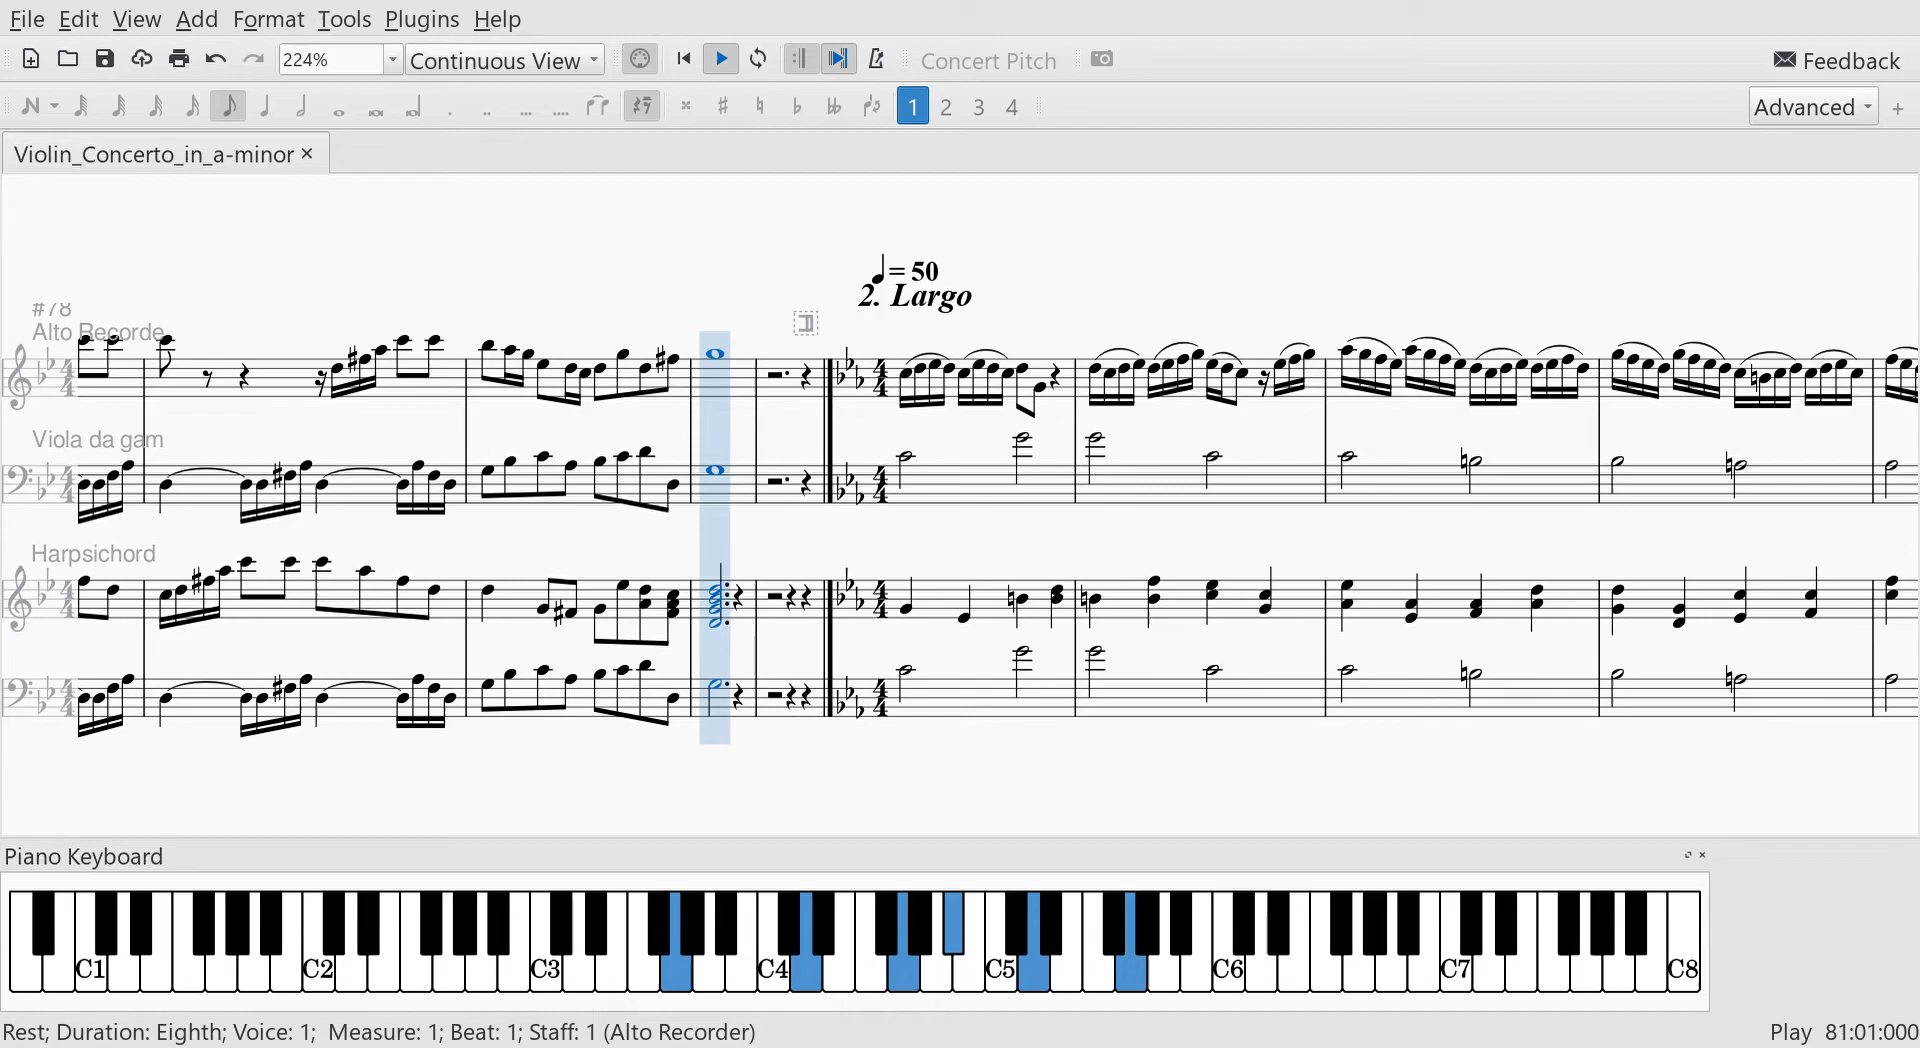 File Edit View Add Format Tools Plugins Help
224% Continuous View Concert Pitch Feedback
1 2 3 4 Advanced +
Violin_Concerto_in_a-minor ×
= 50
2. Largo
#78
Alto Recorde
Viola da gam
Harpsichord
Piano Keyboard
C1 C2 C3 C4 C5 C6 C7 C8
Rest; Duration: Eighth; Voice: 1; Measure: 1; Beat: 1; Staff: 1 (Alto Recorder) Play 81:01:000